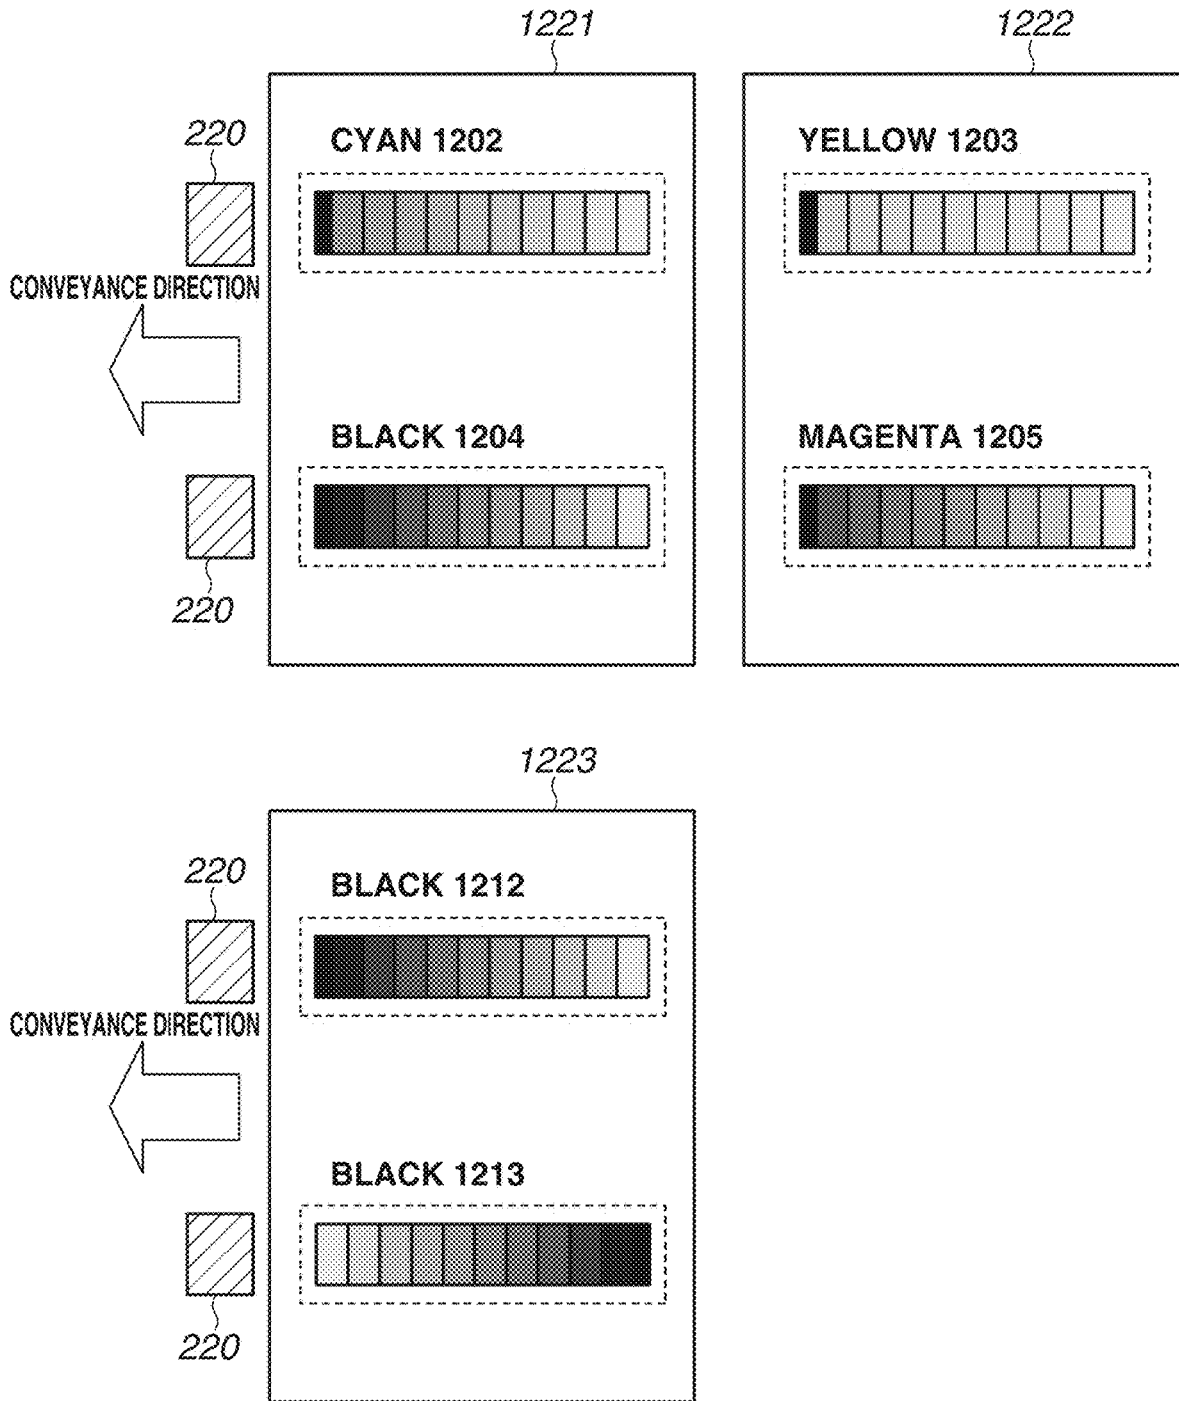 1221
1222
220
CYAN 1202
YELLOW 1203
CONVEYANCE DIRECTION
BLACK 1204
MAGENTA 1205
220
1223
220
BLACK 1212
CONVEYANCE DIRECTION
BLACK 1213
220